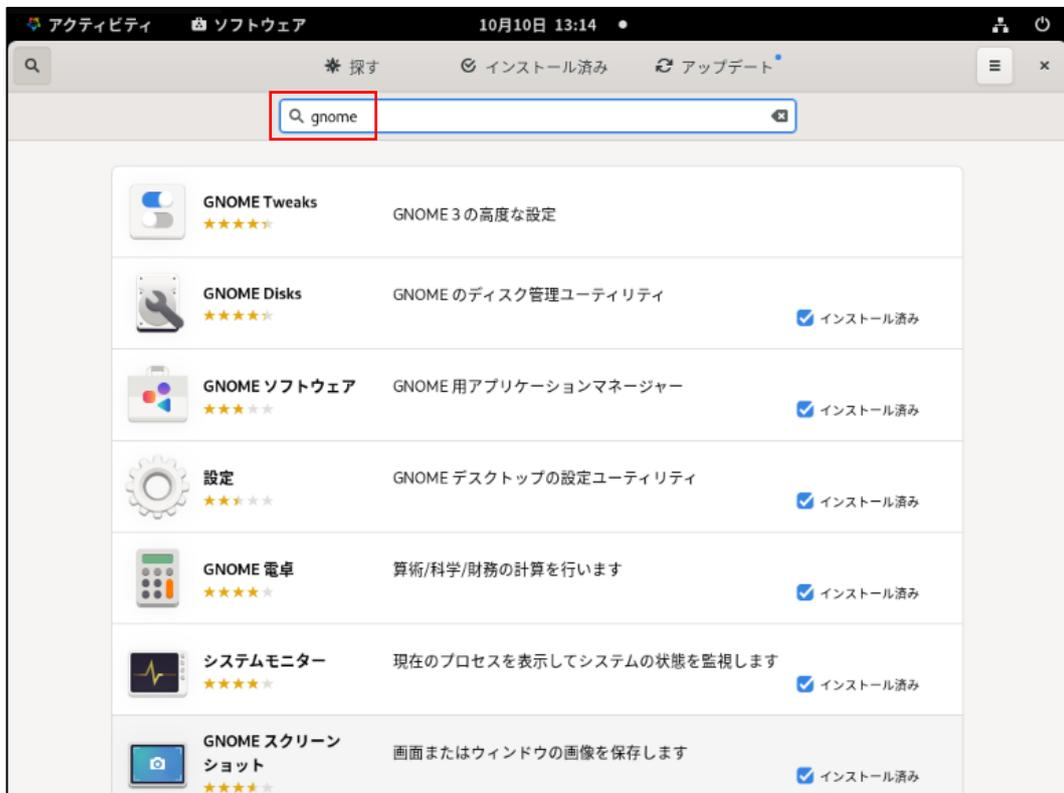 アクティビティ ソフトウェア 10月10日 13:14
探す インストール済み アップデート
gnome
GNOME Tweaks
GNOME 3 の高度な設定
GNOME Disks
GNOME のディスク管理ユーティリティ
インストール済み
GNOME ソフトウェア
GNOME 用アプリケーションマネージャー
インストール済み
設定
GNOME デスクトップの設定ユーティリティ
インストール済み
GNOME 電卓
算術/科学/財務の計算を行います
インストール済み
システムモニター
現在のプロセスを表示してシステムの状態を監視します
インストール済み
GNOME スクリーン
ショット
画面またはウィンドウの画像を保存します
インストール済み